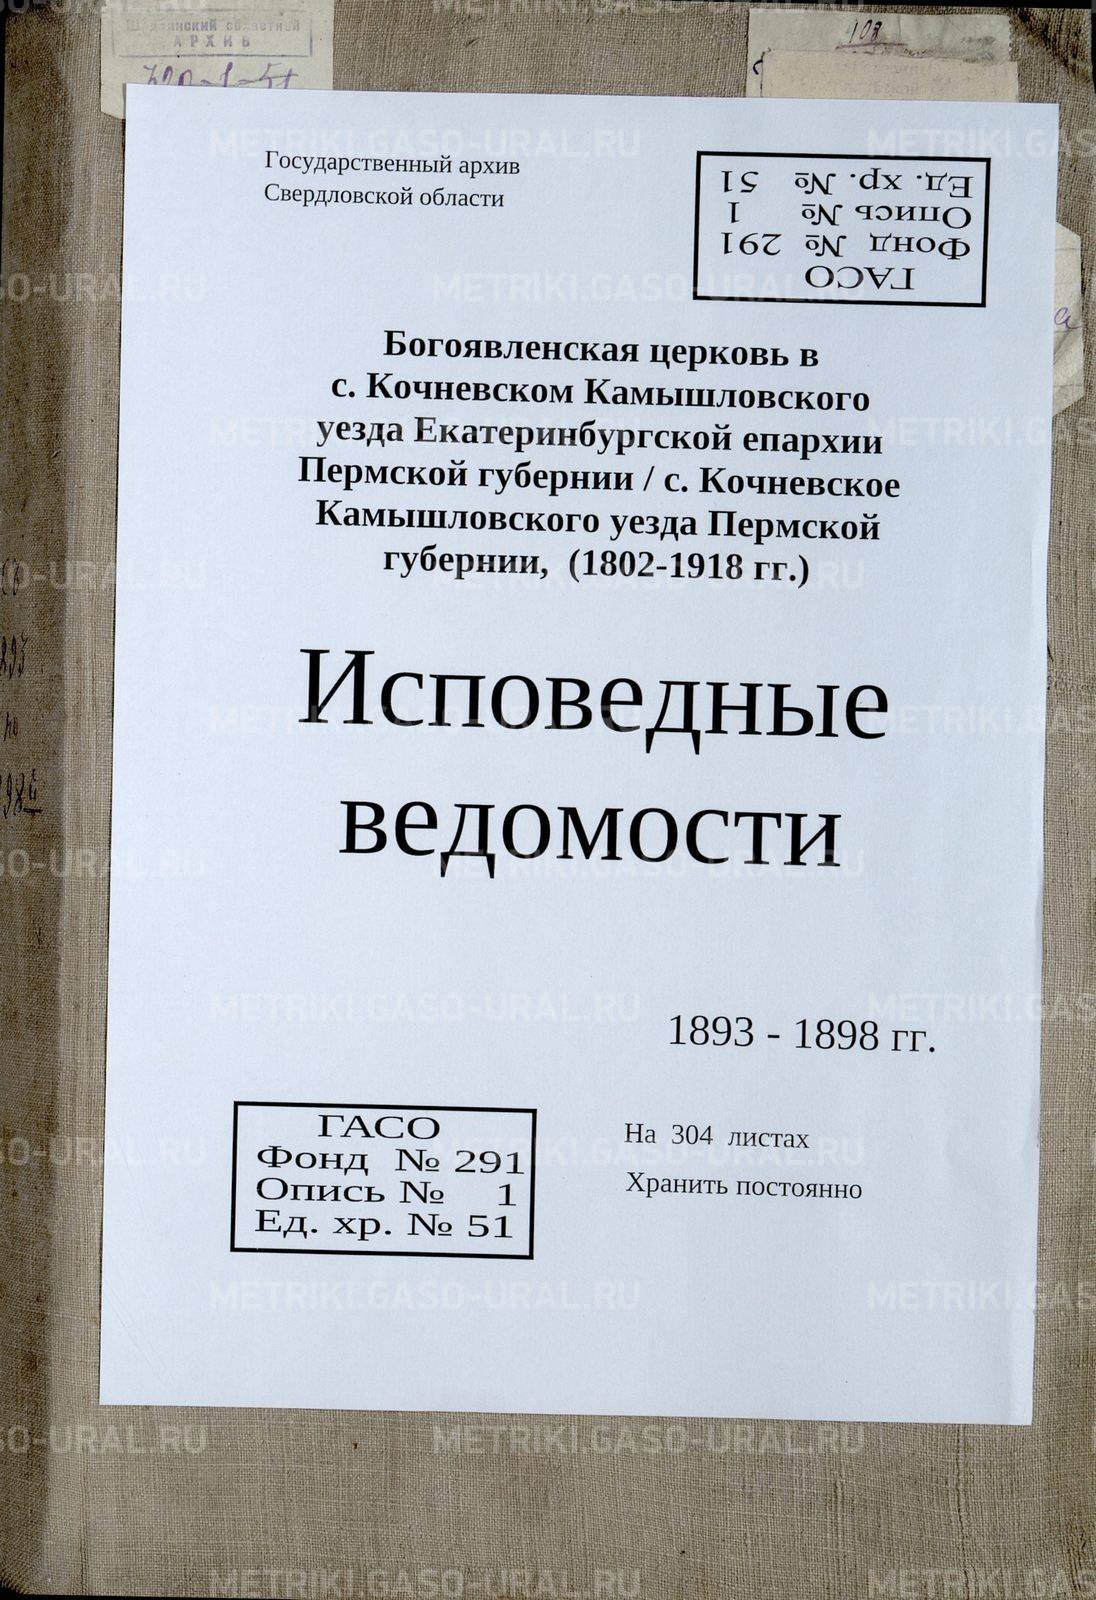 АРХИВ
108
Государственный архив
Свердловской области
ГАСО
Фонд № 291
Опись № 1
Ед. хр. № 51
Богоявленская церковь в
с. Кочневском Камышловского
уезда Екатеринбургской епархии
Пермской губернии / с. Кочневское
Камышловского уезда Пермской
губернии, (1802-1918 гг.)
Исповедные
ведомости
1893 - 1898 гг.
ГАСО
Фонд № 291
Опись № 1
Ед. хр. № 51
На 304 листах
Хранить постоянно
METRIKI.GASO-URAL.RU